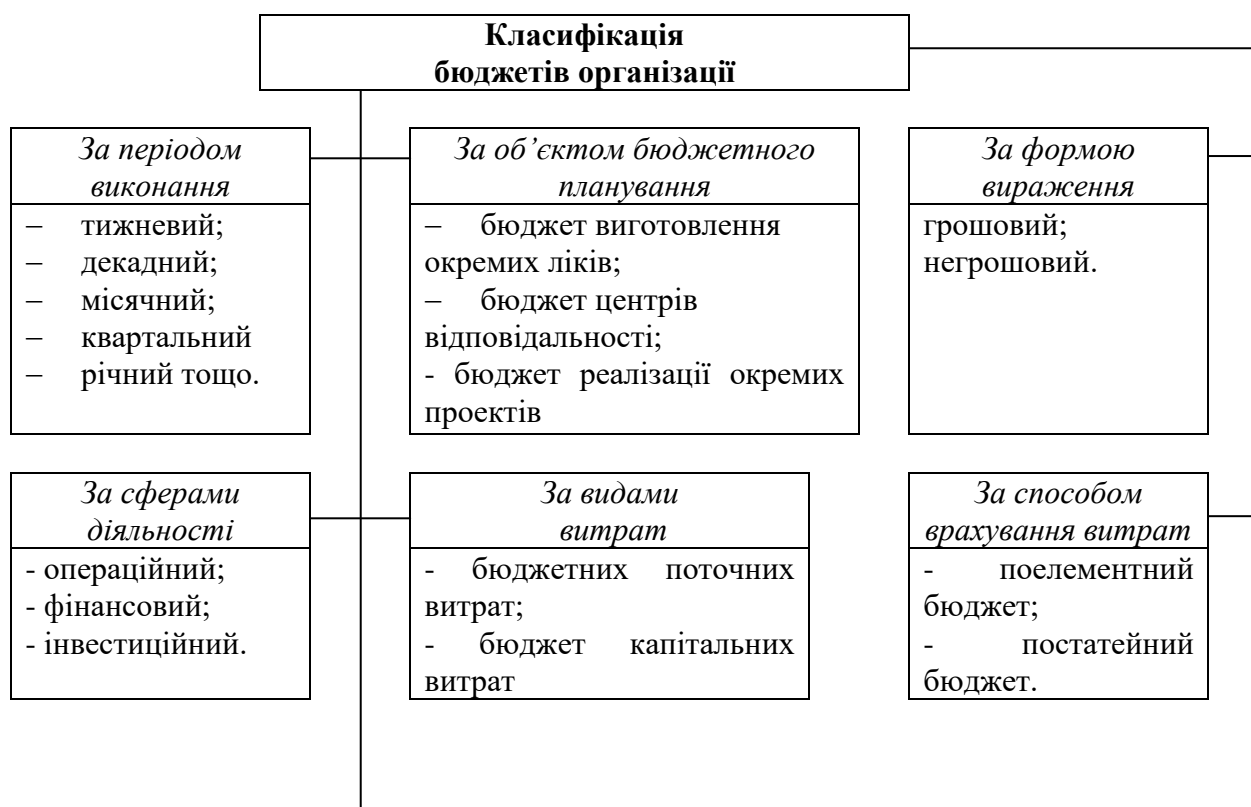 Класифікація
бюджетів організації
За періодом
виконання
– тижневий;
– декадний;
– місячний;
– квартальний
– річний тощо.
За об’єктом бюджетного
планування
– бюджет виготовлення
окремих ліків;
– бюджет центрів
відповідальності;
- бюджет реалізації окремих
проектів
За формою
вираження
грошовий;
негрошовий.
За сферами
діяльності
- операційний;
- фінансовий;
- інвестиційний.
За видами
витрат
- бюджетних поточних
витрат;
- бюджет капітальних
витрат
За способом
врахування витрат
- поелементний
бюджет;
- постатейний
бюджет.